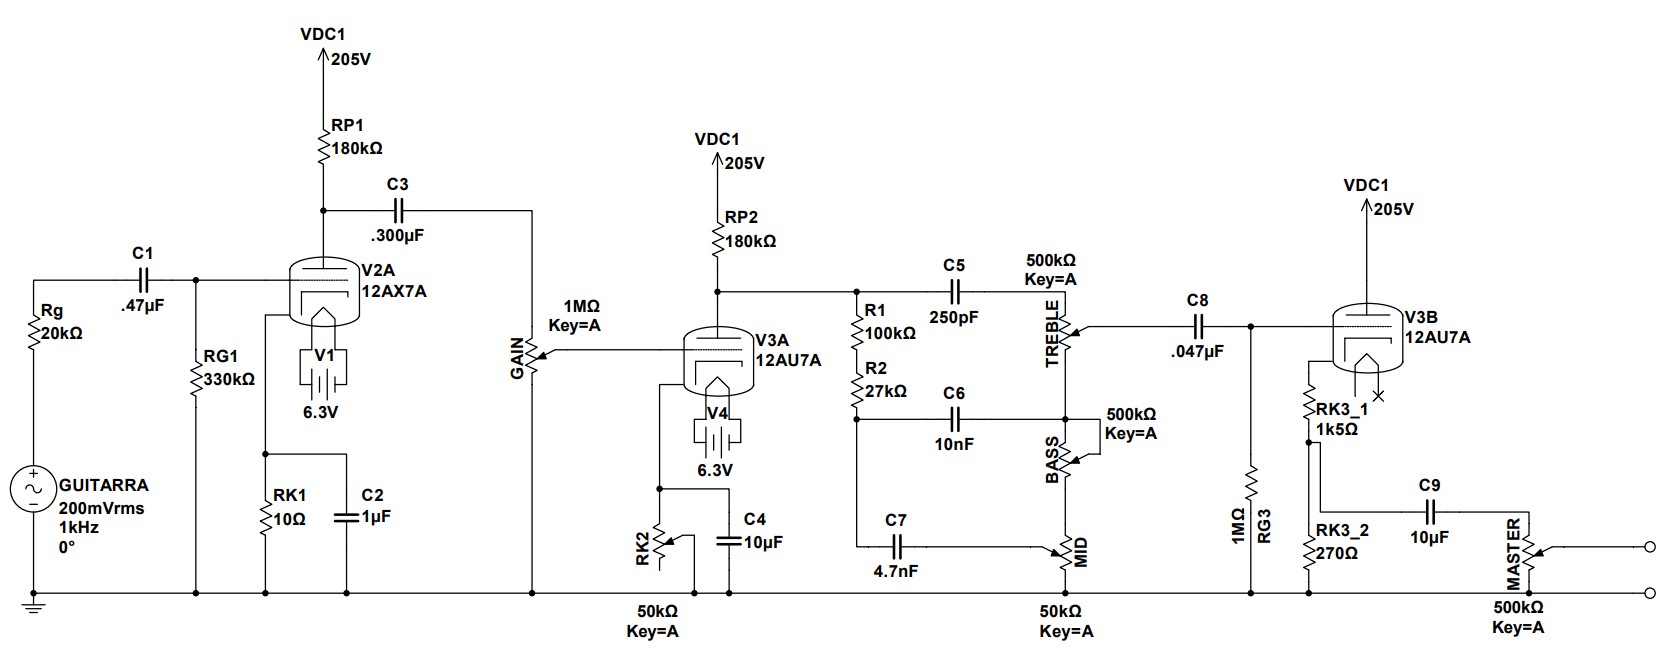 VDC1
205V
RP1
180kΩ
C3
.300µF
C1
.47µF
V2A
12AX7A
Rg
20kΩ
RG1
330kΩ
V1
6.3V
GUITARRA
200mVrms
1kHz
0°
RK1
10Ω
C2
1µF
1MΩ
Key=A
GAIN
VDC1
205V
RP2
180kΩ
V3A
12AU7A
V4
6.3V
RK2
50kΩ
Key=A
C4
10µF
R1
100kΩ
R2
27kΩ
C5
250pF
500kΩ
Key=A
TREBLE
C6
10nF
500kΩ
Key=A
BASS
C7
4.7nF
MID
50kΩ
Key=A
C8
.047µF
1MΩ
RG3
VDC1
205V
V3B
12AU7A
RK3_1
1k5Ω
RK3_2
270Ω
C9
10µF
MASTER
500kΩ
Key=A